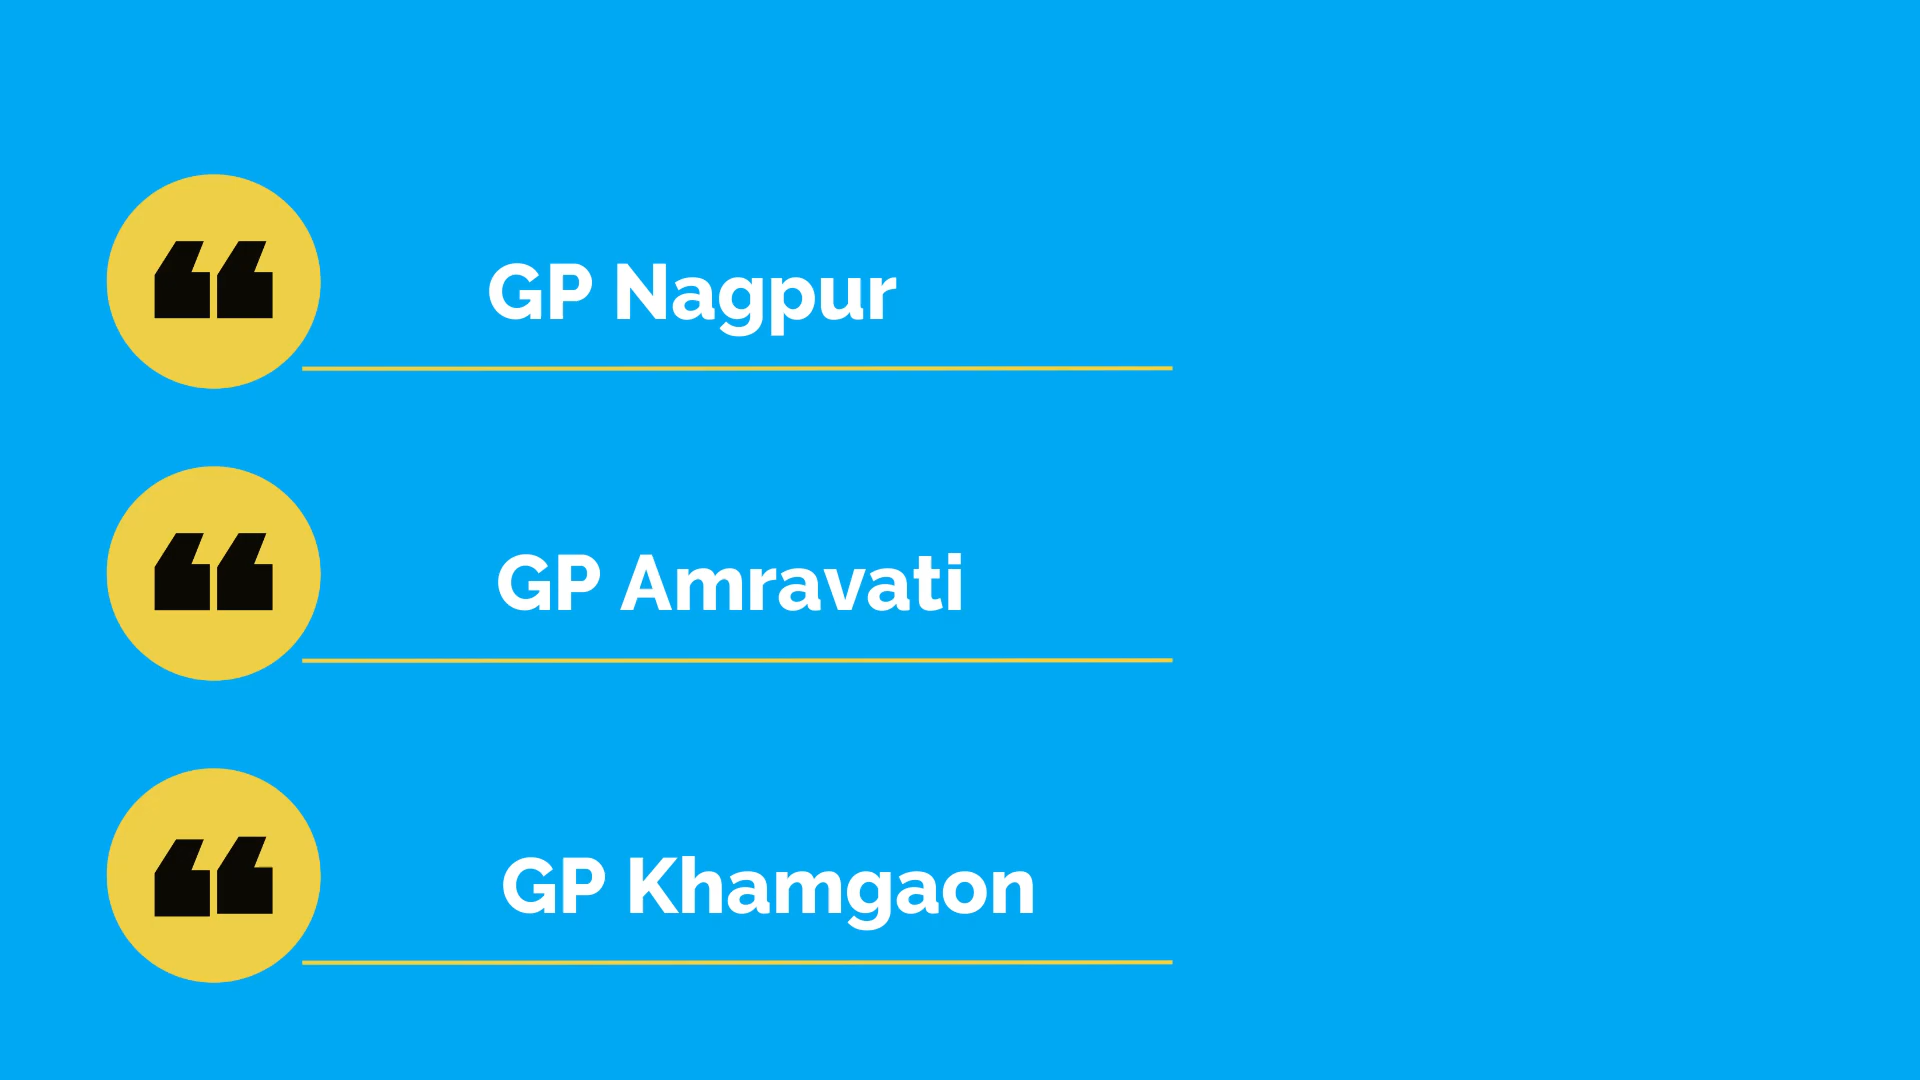 ❝ GP Nagpur
❝ GP Amravati
❝ GP Khamgaon